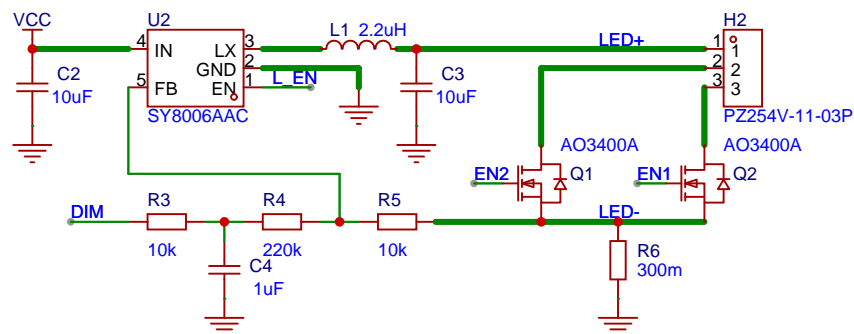 VCC
U2
L1 2.2uH
H2
4 IN LX 3
GND 2
5 FB EN 1
L_EN
LED+
1 1
2 2
3 3
C2
10uF
SY8006AAC
C3
10uF
PZ254V-11-03P
AO3400A
AO3400A
EN2
Q1
EN1
Q2
DIM
R3
R4
R5
LED-
10k
220k
10k
C4
1uF
R6
300m